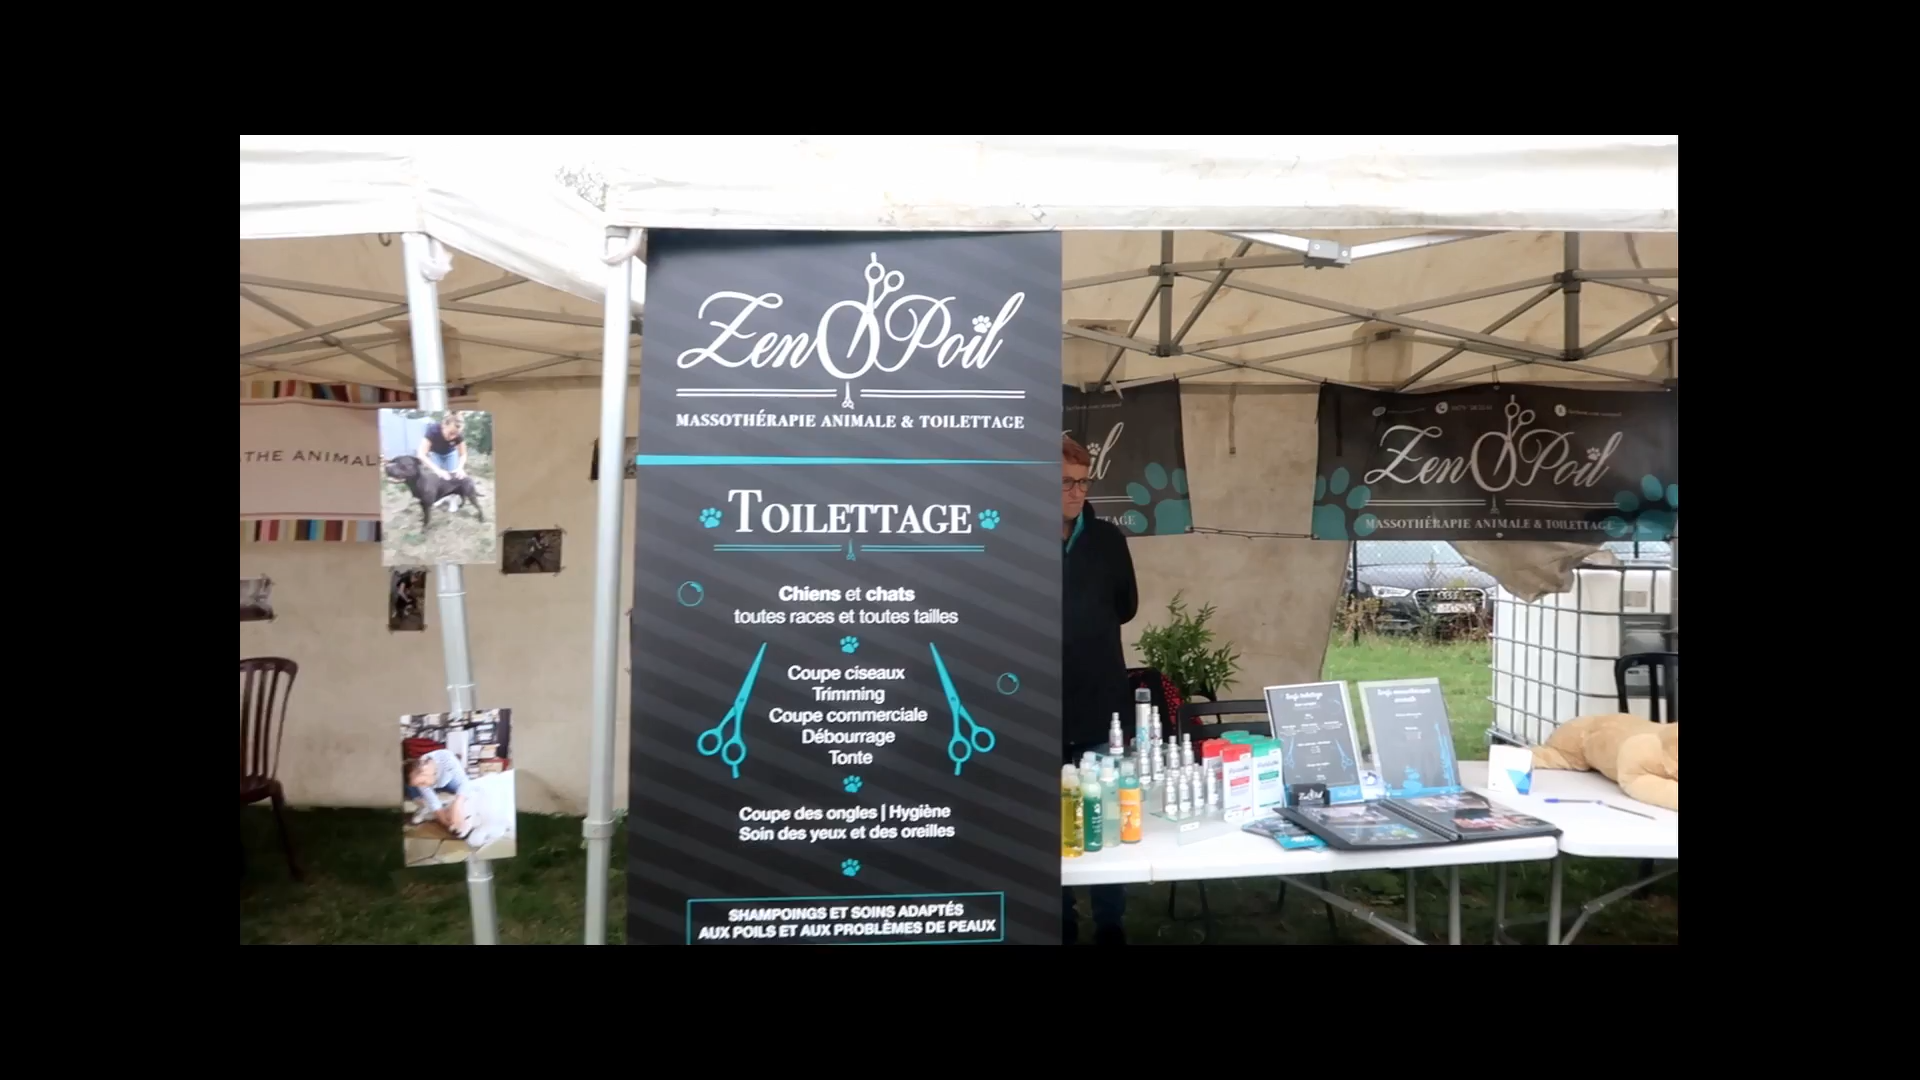 Zen O Poil
MASSOTHÉRAPIE ANIMALE & TOILETTAGE
TOILETTAGE
Chiens et chats
toutes races et toutes tailles
Coupe ciseaux
Trimming
Coupe commerciale
Débourrage
Tonte
Coupe des ongles | Hygiène
Soin des yeux et des oreilles
SHAMPOINGS ET SOINS ADAPTÉS
AUX POILS ET AUX PROBLÈMES DE PEAUX
THE ANIMAL
il
TAGE
Zen O Poil
MASSOTHÉRAPIE ANIMALE & TOILETTAGE